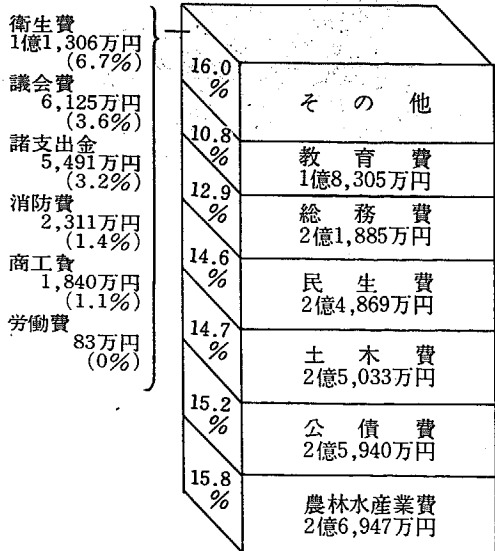 衛生費
1億1,306万円
(6.7%)
議会費
6,125万円
(3.6%)
諸支出金
5,491万円
(3.2%)
消防費
2,311万円
(1.4%)
商工費
1,840万円
(1.1%)
労働費
83万円
(0%)
16.0
%
その他
10.8
%
教育費
1億8,305万円
12.9
%
総務費
2億1,885万円
14.6
%
民生費
2億4,869万円
14.7
%
土木費
2億5,033万円
15.2
%
公債費
2億5,940万円
15.8
%
農林水産業費
2億6,947万円